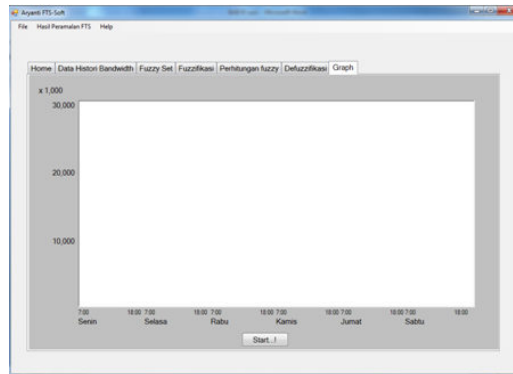 Aryanti FTS-Soft
File Hasil Peramalan FTS Help
Home Data Histori Bandwidth Fuzzy Set Fuzzifikasi Perhitungan fuzzy Defuzzifikasi Graph
x 1,000
30,000
20,000
10,000
7:00 18:00 7:00 18:00 7:00 18:00 7:00 18:00 7:00 18:00 7:00 18:00
Senin Selasa Rabu Kamis Jumat Sabtu
Start..!